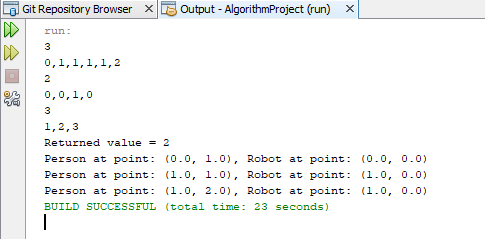 Git Repository Browser
Output - AlgorithmProject (run)
run:
3
0,1,1,1,1,2
2
0,0,1,0
3
1,2,3
Returned value = 2
Person at point: (0.0, 1.0), Robot at point: (0.0, 0.0)
Person at point: (1.0, 1.0), Robot at point: (1.0, 0.0)
Person at point: (1.0, 2.0), Robot at point: (1.0, 0.0)
BUILD SUCCESSFUL (total time: 23 seconds)